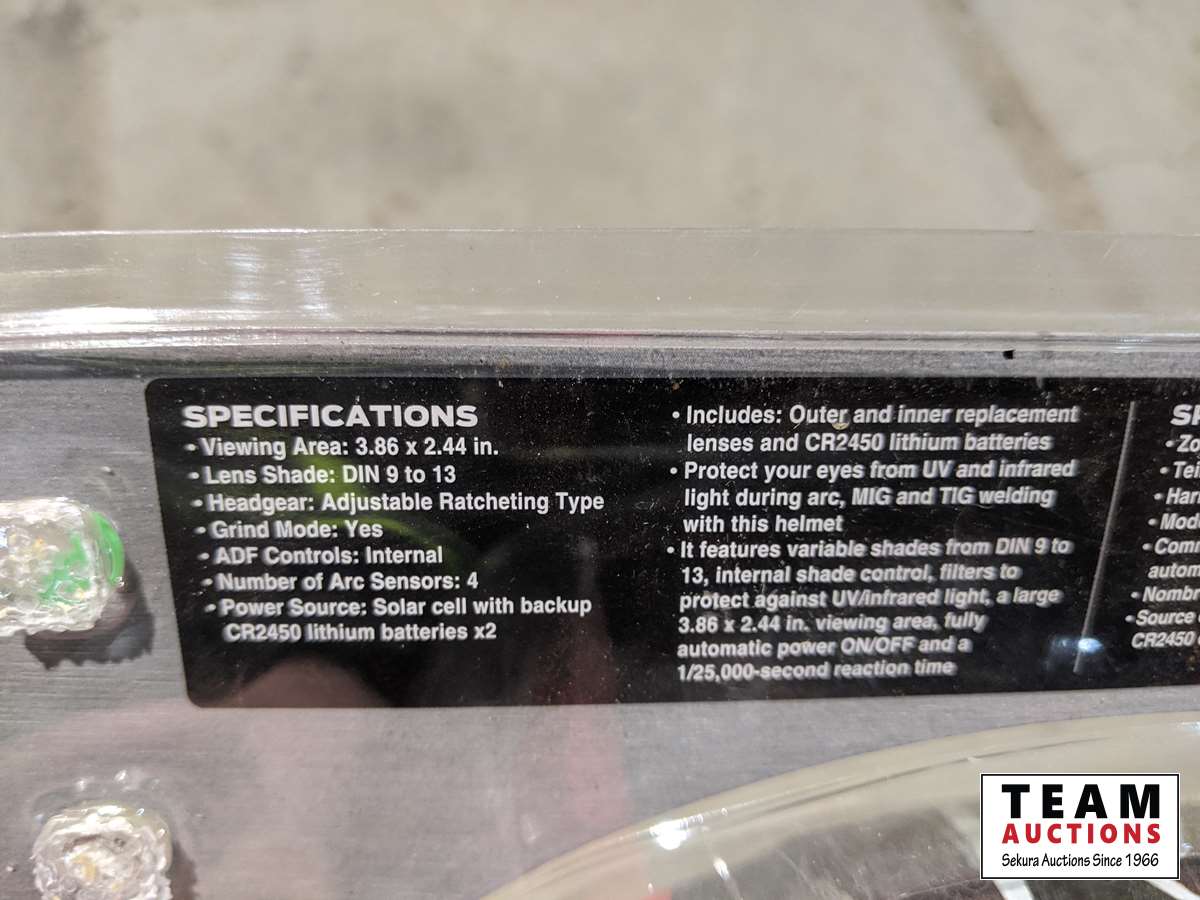 SPECIFICATIONS
• Viewing Area: 3.86 x 2.44 in.
• Lens Shade: DIN 9 to 13
• Headgear: Adjustable Ratcheting Type
• Grind Mode: Yes
• ADF Controls: Internal
• Number of Arc Sensors: 4
• Power Source: Solar cell with backup
CR2450 lithium batteries x2
• Includes: Outer and inner replacement
lenses and CR2450 lithium batteries
• Protect your eyes from UV and infrared
light during arc, MIG and TIG welding
with this helmet
• It features variable shades from DIN 9 to
13, internal shade control, filters to
protect against UV/infrared light, a large
3.86 x 2.44 in. viewing area, fully
automatic power ON/OFF and a
1/25,000-second reaction time
• Source
CR2450
TEAM
AUCTIONS
Sekura Auctions Since 1966